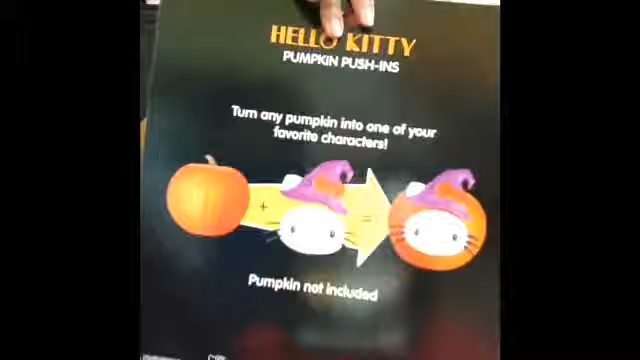 HELLO KITTY
PUMPKIN PUSH-INS
Turn any pumpkin into one of your
favorite characters!
+
=
Pumpkin not included